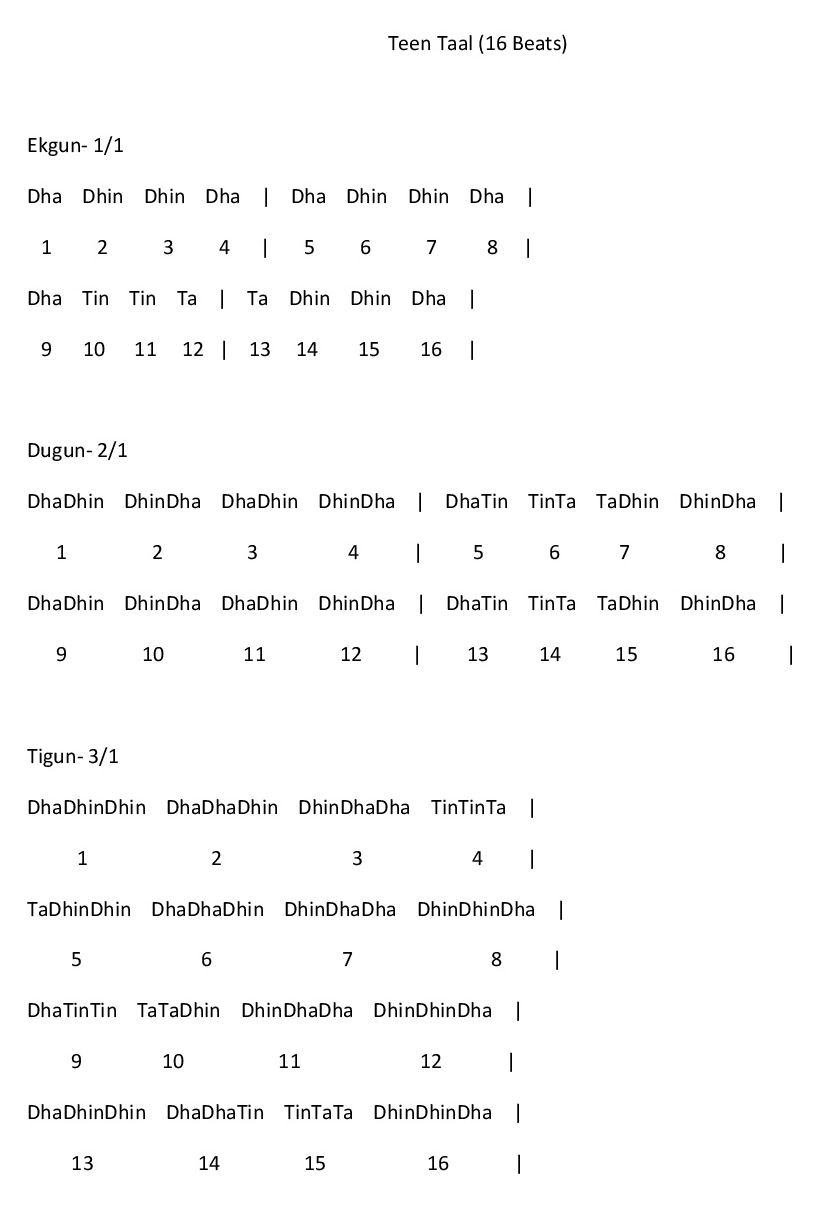 Teen Taal (16 Beats)
Ekgun- 1/1
Dha Dhin Dhin Dha | Dha Dhin Dhin Dha |
1 2 3 4 | 5 6 7 8 |
Dha Tin Tin Ta | Ta Dhin Dhin Dha |
9 10 11 12 | 13 14 15 16 |
Dugun- 2/1
DhaDhin DhinDha DhaDhin DhinDha | DhaTin TinTa TaDhin DhinDha |
1 2 3 4 | 5 6 7 8 |
DhaDhin DhinDha DhaDhin DhinDha | DhaTin TinTa TaDhin DhinDha |
9 10 11 12 | 13 14 15 16 |
Tigun- 3/1
DhaDhinDhin DhaDhaDhin DhinDhaDha TinTinTa |
1 2 3 4 |
TaDhinDhin DhaDhaDhin DhinDhaDha DhinDhinDha |
5 6 7 8 |
DhaTinTin TaTaDhin DhinDhaDha DhinDhinDha |
9 10 11 12 |
DhaDhinDhin DhaDhaTin TinTaTa DhinDhinDha |
13 14 15 16 |